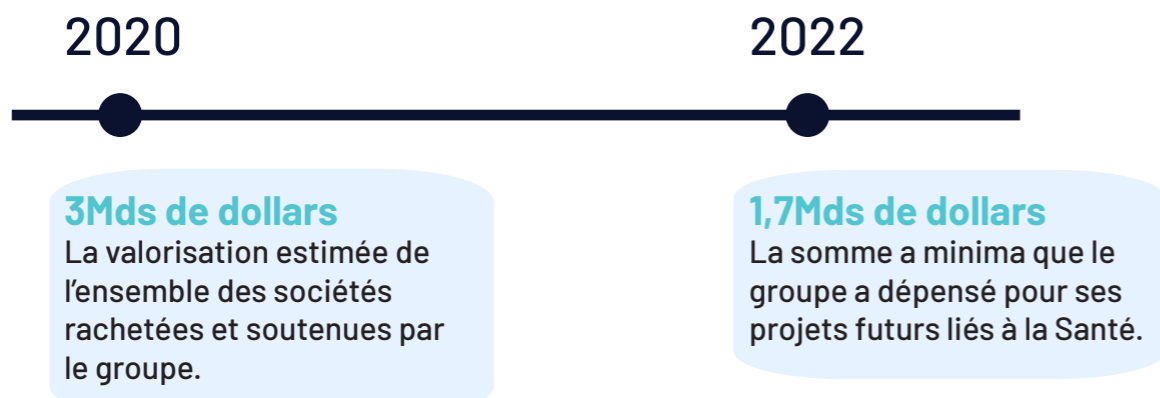 2020
2022
3Mds de dollars
La valorisation estimée de
l'ensemble des sociétés
rachetées et soutenues par
le groupe.
1,7Mds de dollars
La somme a minima que le
groupe a dépensé pour ses
projets futurs liés à la Santé.